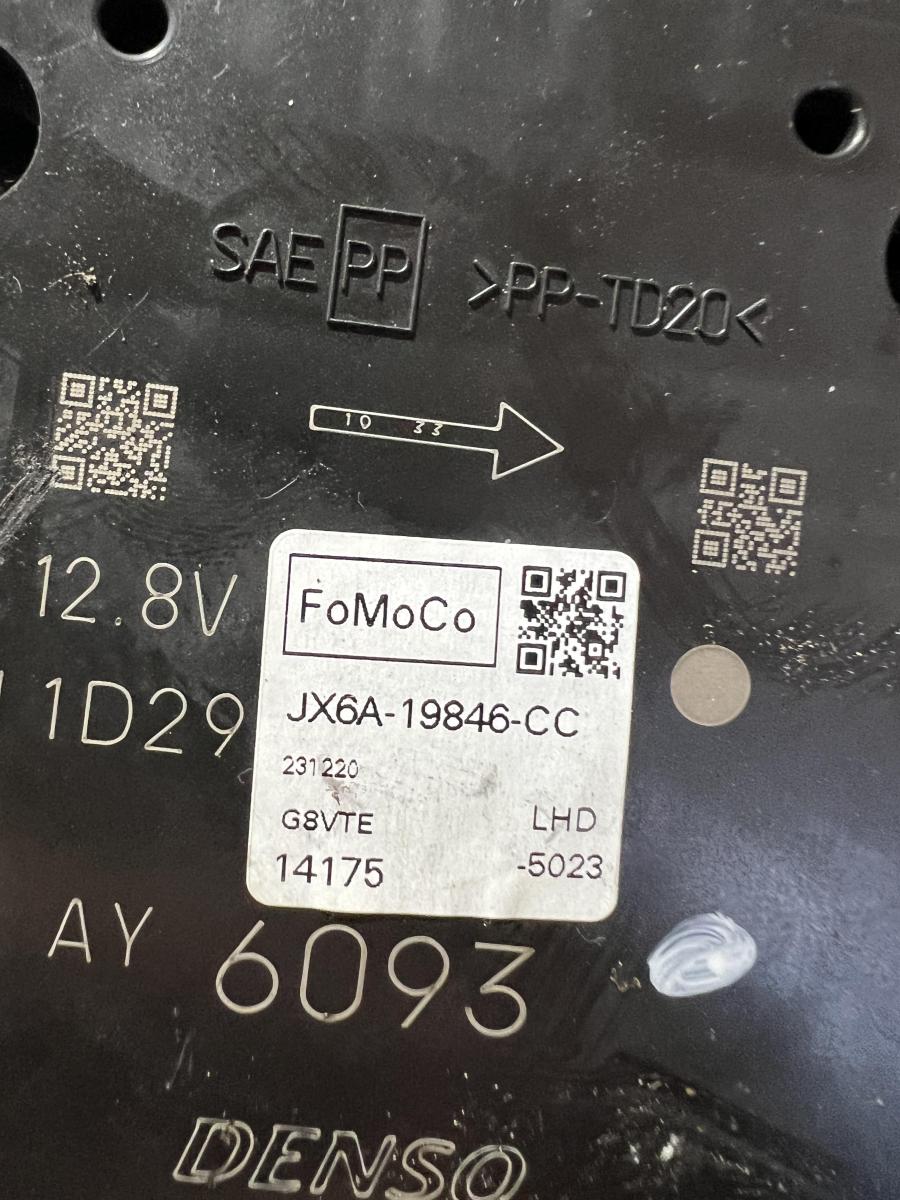 SAE PP >PP-TD20<
10 33
12.8V
1D29
FoMoCo
JX6A-19846-CC
231220
G8VTE LHD
14175 -5023
AY 6093
DENSO